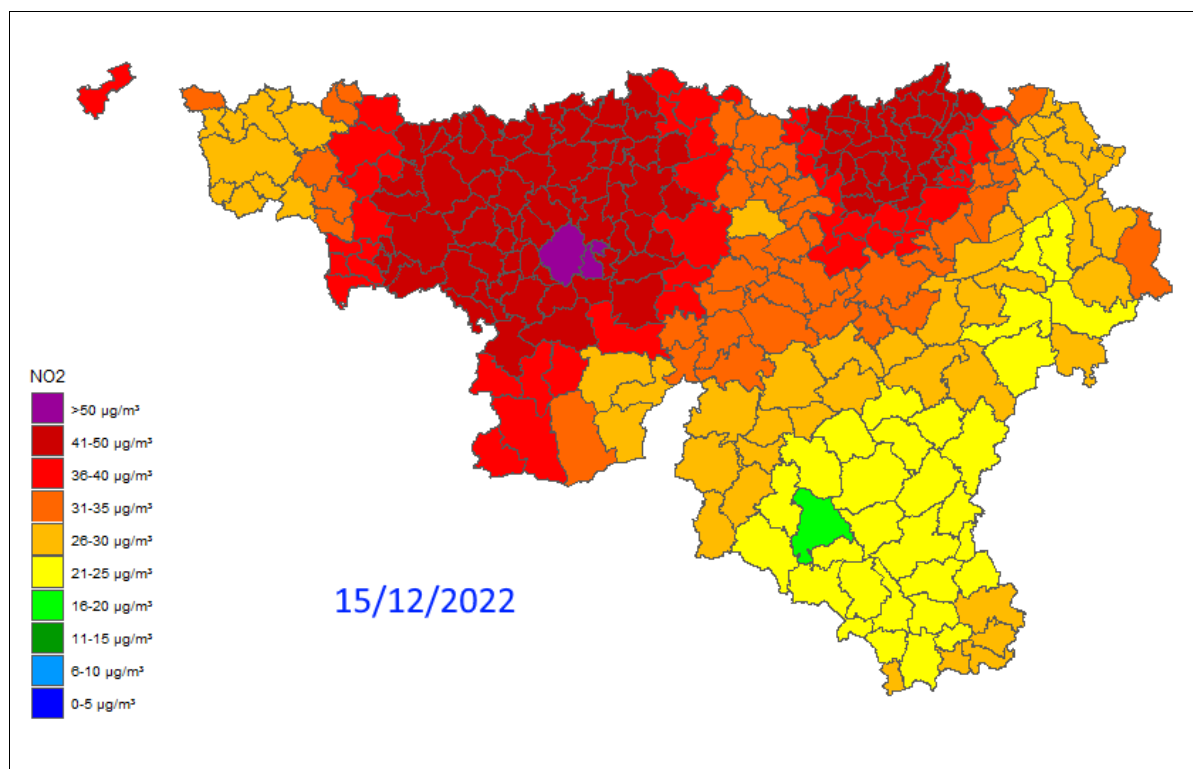 NO2
>50 µg/m³
41-50 µg/m³
36-40 µg/m³
31-35 µg/m³
26-30 µg/m³
21-25 µg/m³
16-20 µg/m³
11-15 µg/m³
6-10 µg/m³
0-5 µg/m³
15/12/2022